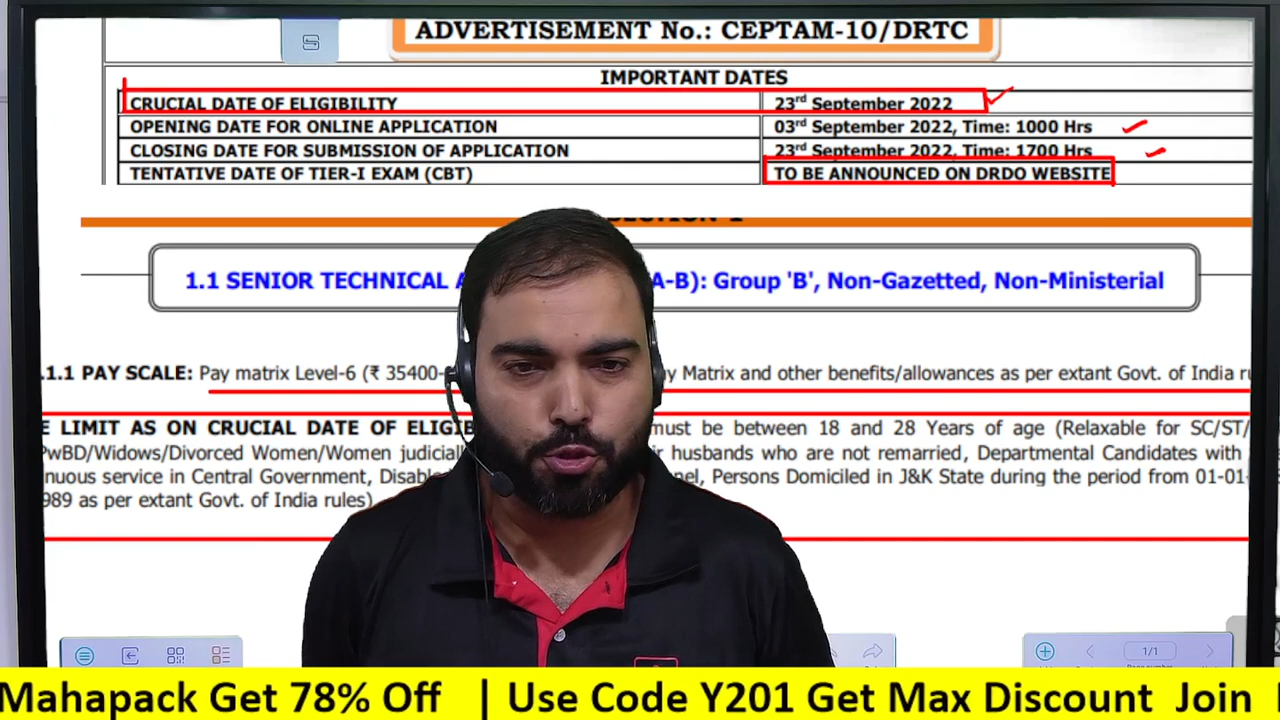 ADVERTISEMENT No.: CEPTAM-10/DRTC
IMPORTANT DATES
CRUCIAL DATE OF ELIGIBILITY 23rd September 2022
OPENING DATE FOR ONLINE APPLICATION 03rd September 2022, Time: 1000 Hrs
CLOSING DATE FOR SUBMISSION OF APPLICATION 23rd September 2022, Time: 1700 Hrs
TENTATIVE DATE OF TIER-I EXAM (CBT) TO BE ANNOUNCED ON DRDO WEBSITE
SECTION-1
1.1 SENIOR TECHNICAL A A-B): Group 'B', Non-Gazetted, Non-Ministerial
.1.1 PAY SCALE: Pay matrix Level-6 (₹ 35400- y Matrix and other benefits/allowances as per extant Govt. of India ru
E LIMIT AS ON CRUCIAL DATE OF ELIGIB must be between 18 and 28 Years of age (Relaxable for SC/ST/
PwBD/Widows/Divorced Women/Women judicially r husbands who are not remarried, Departmental Candidates with
nuous service in Central Government, Disable nel, Persons Domiciled in J&K State during the period from 01-01-
989 as per extant Govt. of India rules)
1/1
Page number
Mahapack Get 78% Off | Use Code Y201 Get Max Discount Join